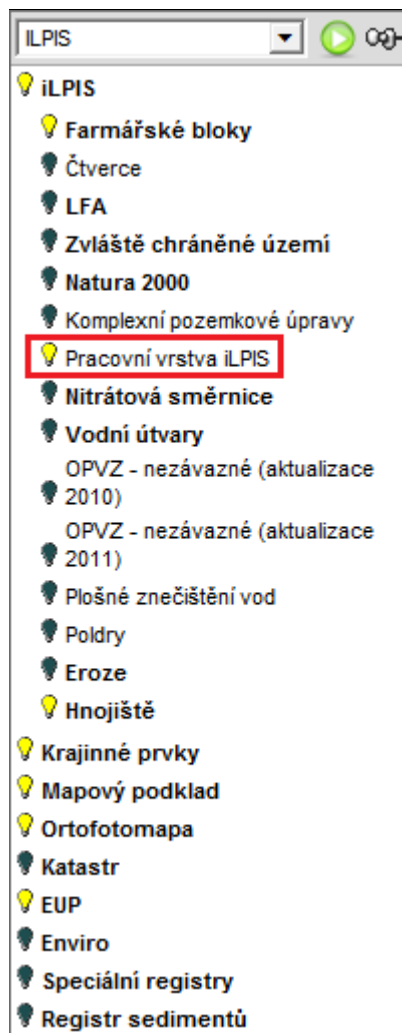 iLPIS
iLPIS
Farmářské bloky
Čtverce
LFA
Zvláště chráněné území
Natura 2000
Komplexní pozemkové úpravy
Pracovní vrstva iLPIS
Nitrátová směrnice
Vodní útvary
OPVZ - nezávazné (aktualizace
2010)
OPVZ - nezávazné (aktualizace
2011)
Plošné znečištění vod
Poldry
Eroze
Hnojiště
Krajinné prvky
Mapový podklad
Ortofotomapa
Katastr
EUP
Enviro
Speciální registry
Registr sedimentů